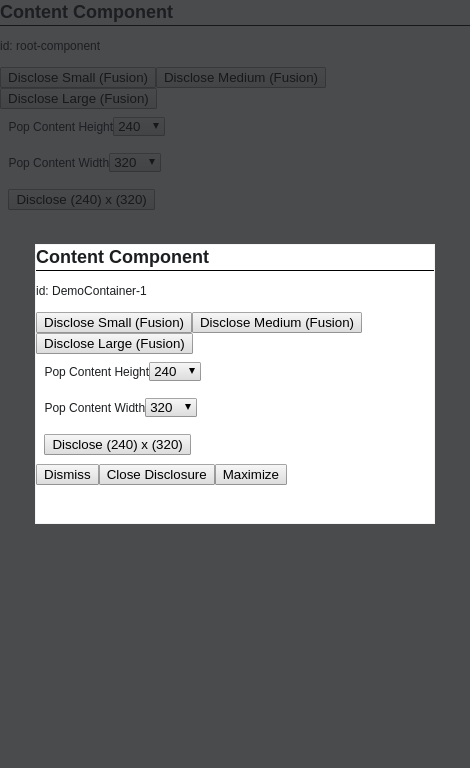 Content Component
id: root-component
Disclose Small (Fusion) Disclose Medium (Fusion)
Disclose Large (Fusion)
Pop Content Height 240
Pop Content Width 320
Disclose (240) x (320)
Content Component
id: DemoContainer-1
Disclose Small (Fusion) Disclose Medium (Fusion)
Disclose Large (Fusion)
Pop Content Height 240
Pop Content Width 320
Disclose (240) x (320)
Dismiss Close Disclosure Maximize